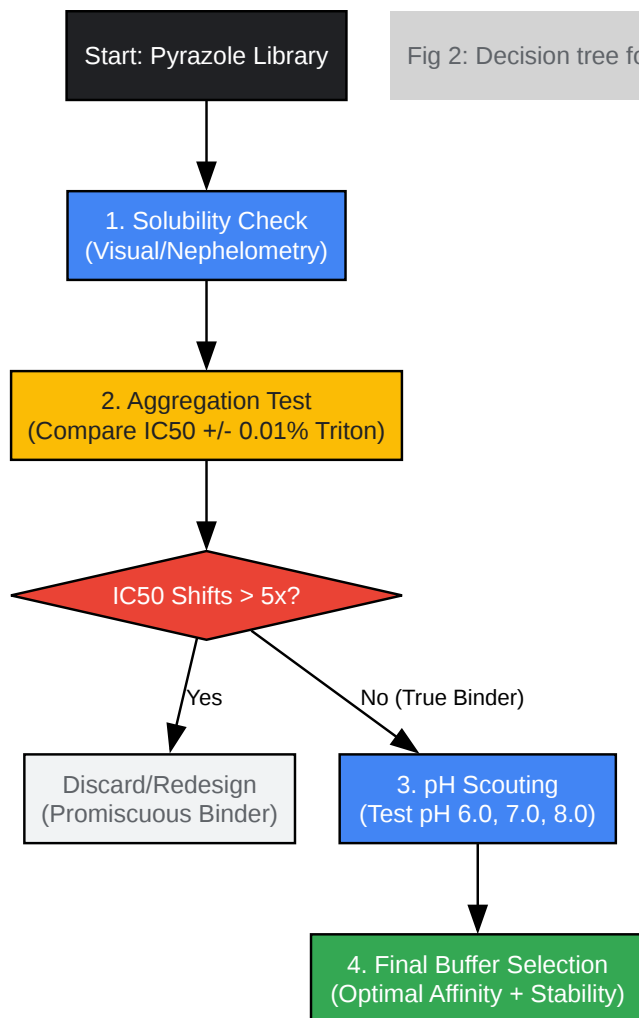 Start: Pyrazole Library
Fig 2: Decision tree fo
1. Solubility Check
(Visual/Nephelometry)
2. Aggregation Test
(Compare IC50 +/- 0.01% Triton)
IC50 Shifts > 5x?
Yes
No (True Binder)
Discard/Redesign
(Promiscuous Binder)
3. pH Scouting
(Test pH 6.0, 7.0, 8.0)
4. Final Buffer Selection
(Optimal Affinity + Stability)